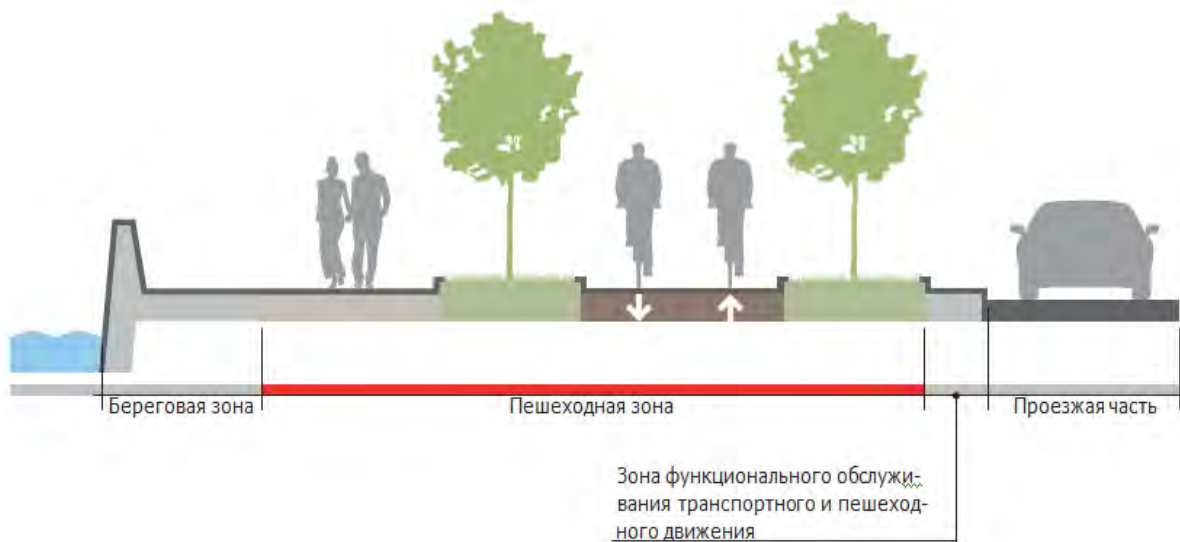 Береговая зона
Пешеходная зона
Проезжая часть
Зона функционального обслужи-
вания транспортного и пешеход-
ного движения